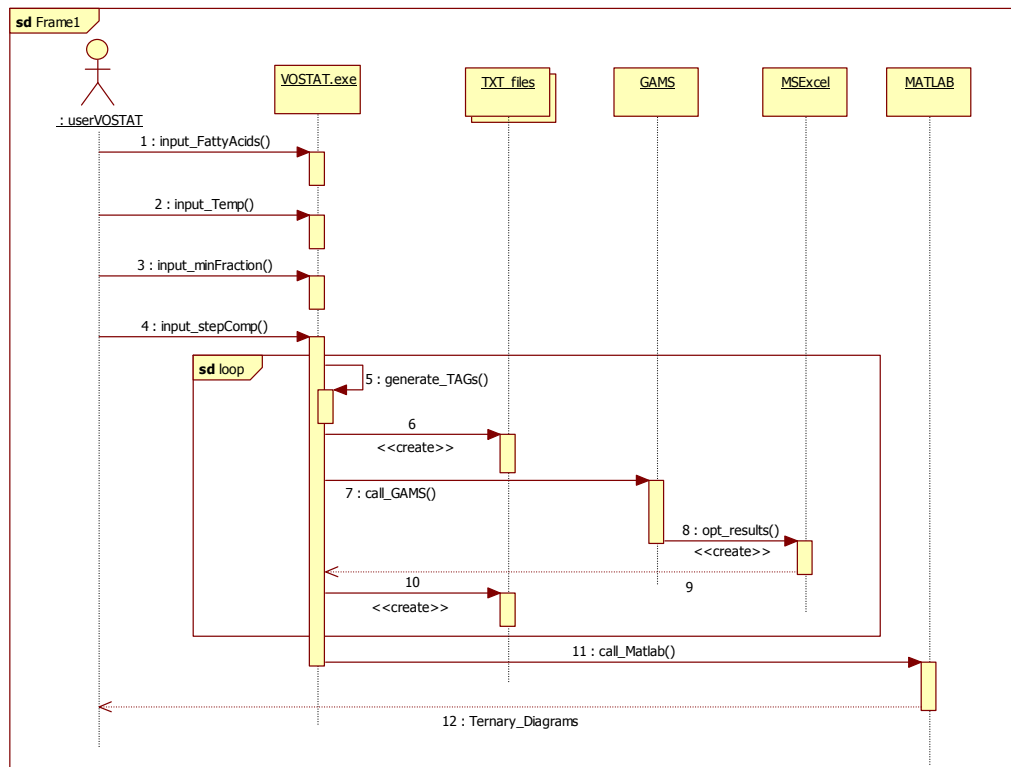 sd Frame1
: userVOSTAT
VOSTAT.exe
TXT files
GAMS
MSExcel
MATLAB
1 : input_FattyAcids()
2 : input_Temp()
3 : input_minFraction()
4 : input_stepComp()
sd loop
5 : generate_TAGs()
6
<<create>>
7 : call_GAMS()
8 : opt_results()
<<create>>
9
10
<<create>>
11 : call_Matlab()
12 : Ternary_Diagrams